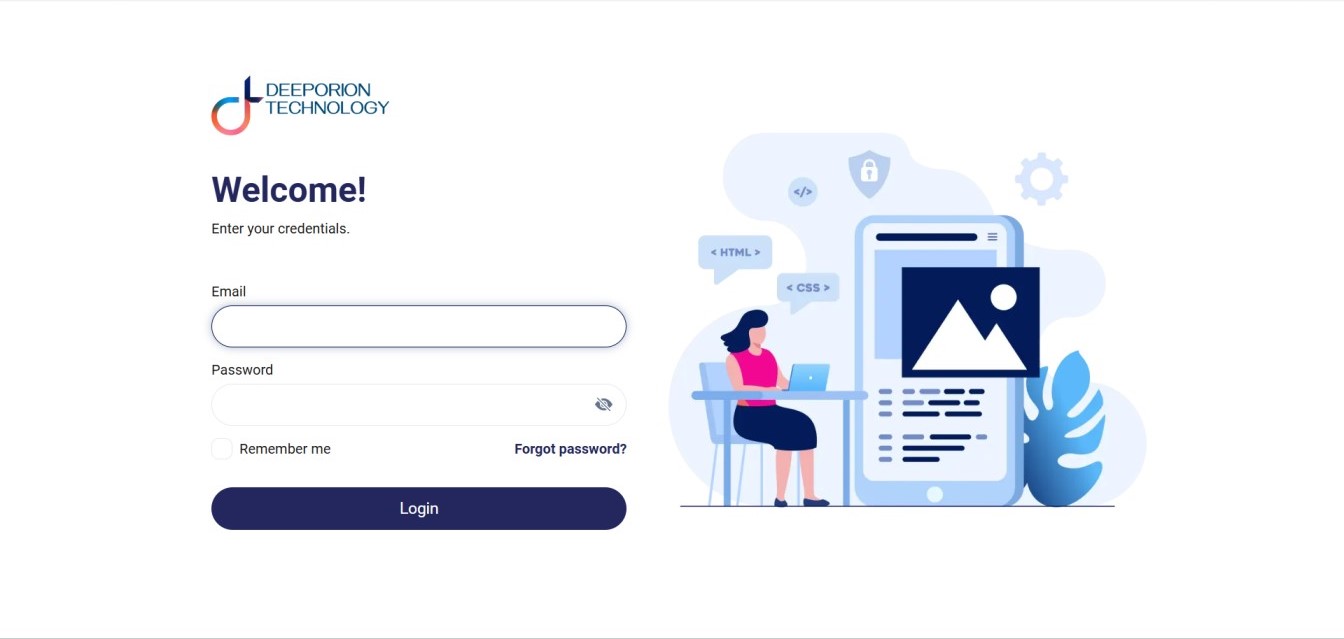 DEEPORION
TECHNOLOGY
Welcome!
Enter your credentials.
Email
Password
Remember me
Forgot password?
Login
</>
< HTML >
< CSS >